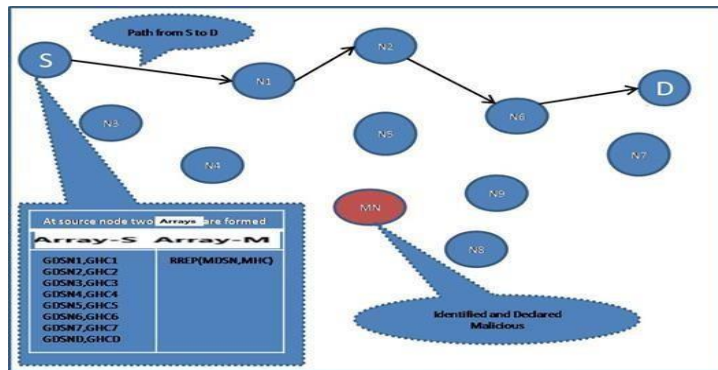 Path from S to D
S
N1
N2
N6
D
N3
N4
N5
N7
MN
N9
N8
At source node two Arrays are formed
Array-S Array-M
GDSN1,GHC1 RREP(MDSN,MHC)
GDSN2,GHC2
GDSN3,GHC3
GDSN4,GHC4
GDSN5,GHC5
GDSN6,GHC6
GDSN7,GHC7
GDSND,GHCD
Identified and Declared
Malicious